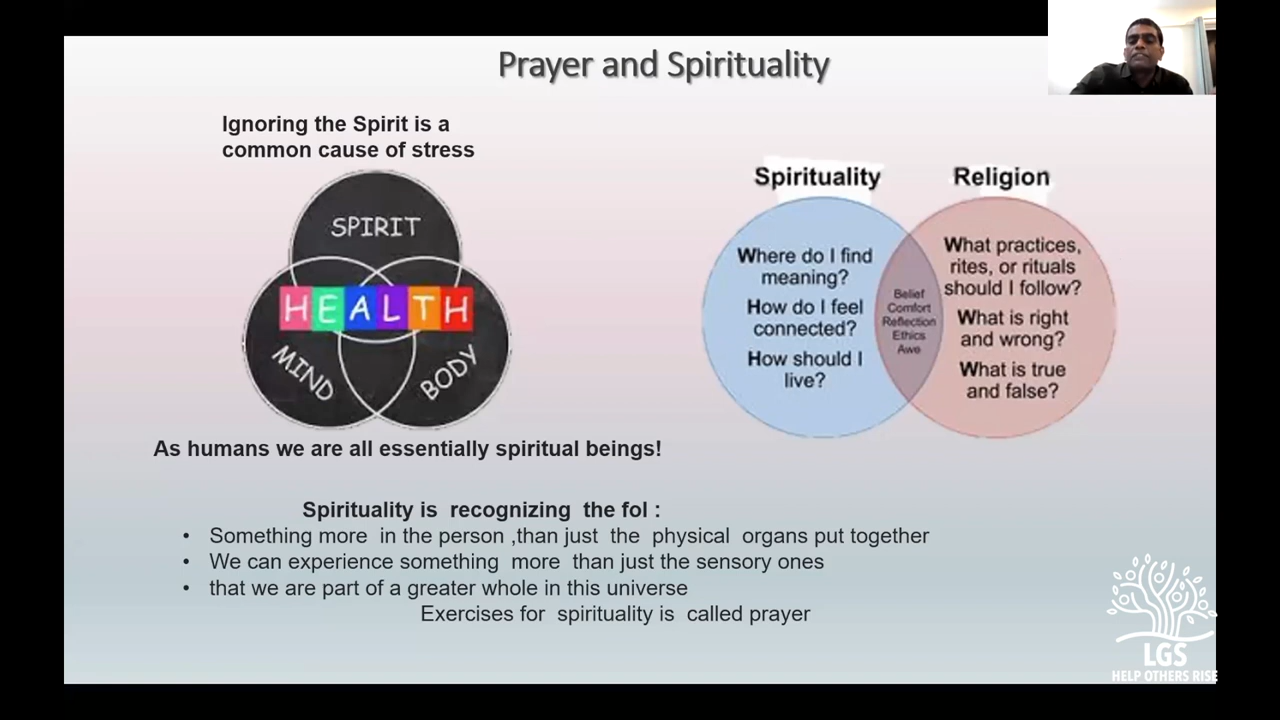 Prayer and Spirituality
Ignoring the Spirit is a
common cause of stress
SPIRIT
HEALTH
MIND
BODY
As humans we are all essentially spiritual beings!
Spirituality
Religion
Where do I find
meaning?
How do I feel
connected?
How should I
live?
Belief
Comfort
Reflection
Ethics
Awe
What practices,
rites, or rituals
should I follow?
What is right
and wrong?
What is true
and false?
Spirituality is recognizing the fol :
• Something more in the person ,than just the physical organs put together
• We can experience something more than just the sensory ones
• that we are part of a greater whole in this universe
Exercises for spirituality is called prayer
LGS
HELP OTHERS RISE